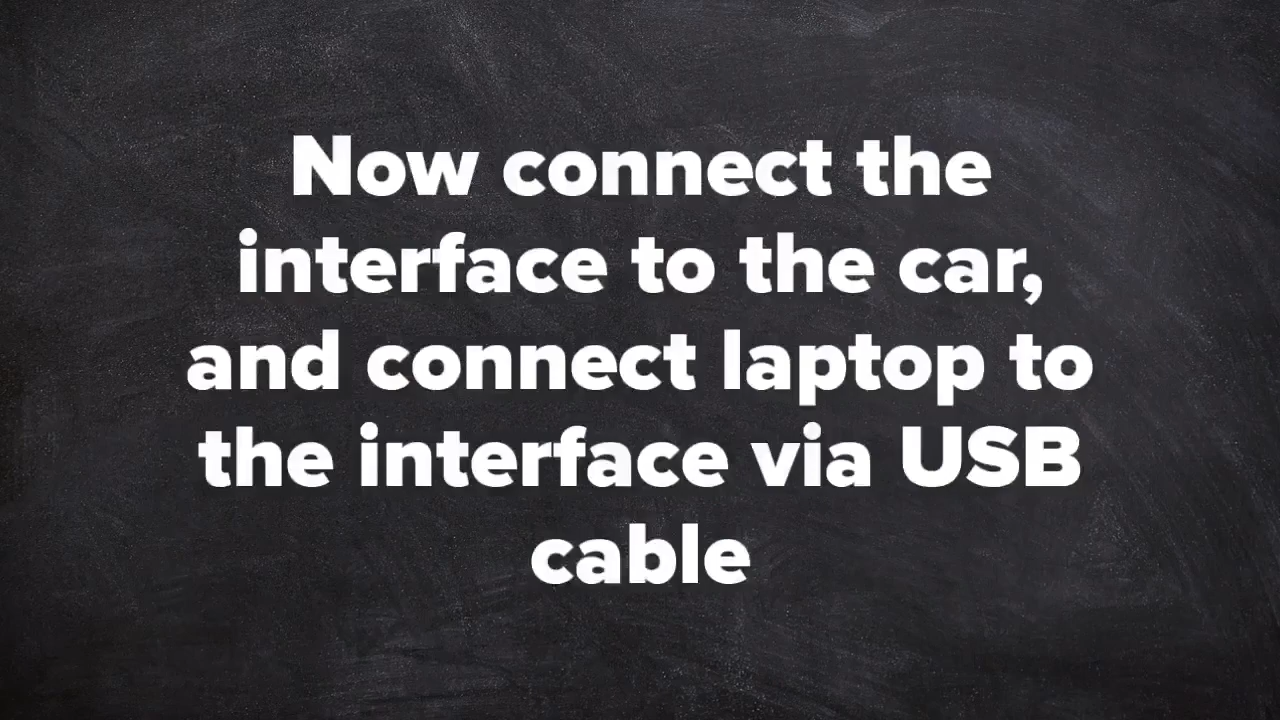 Now connect the
interface to the car,
and connect laptop to
the interface via USB
cable